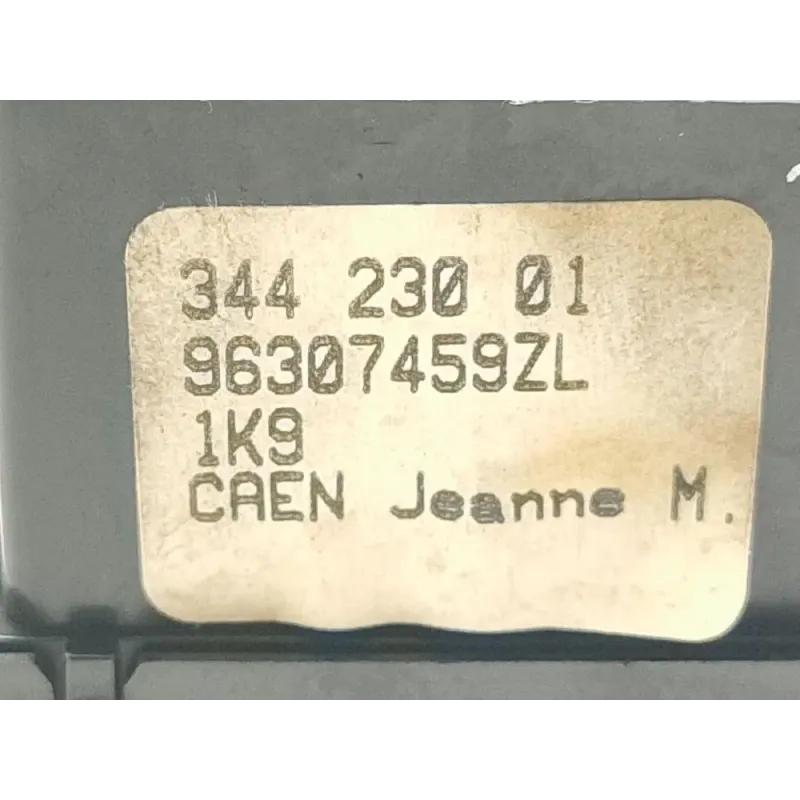 344 230 01
96307459ZL
1K9
CAEN Jeanne M.